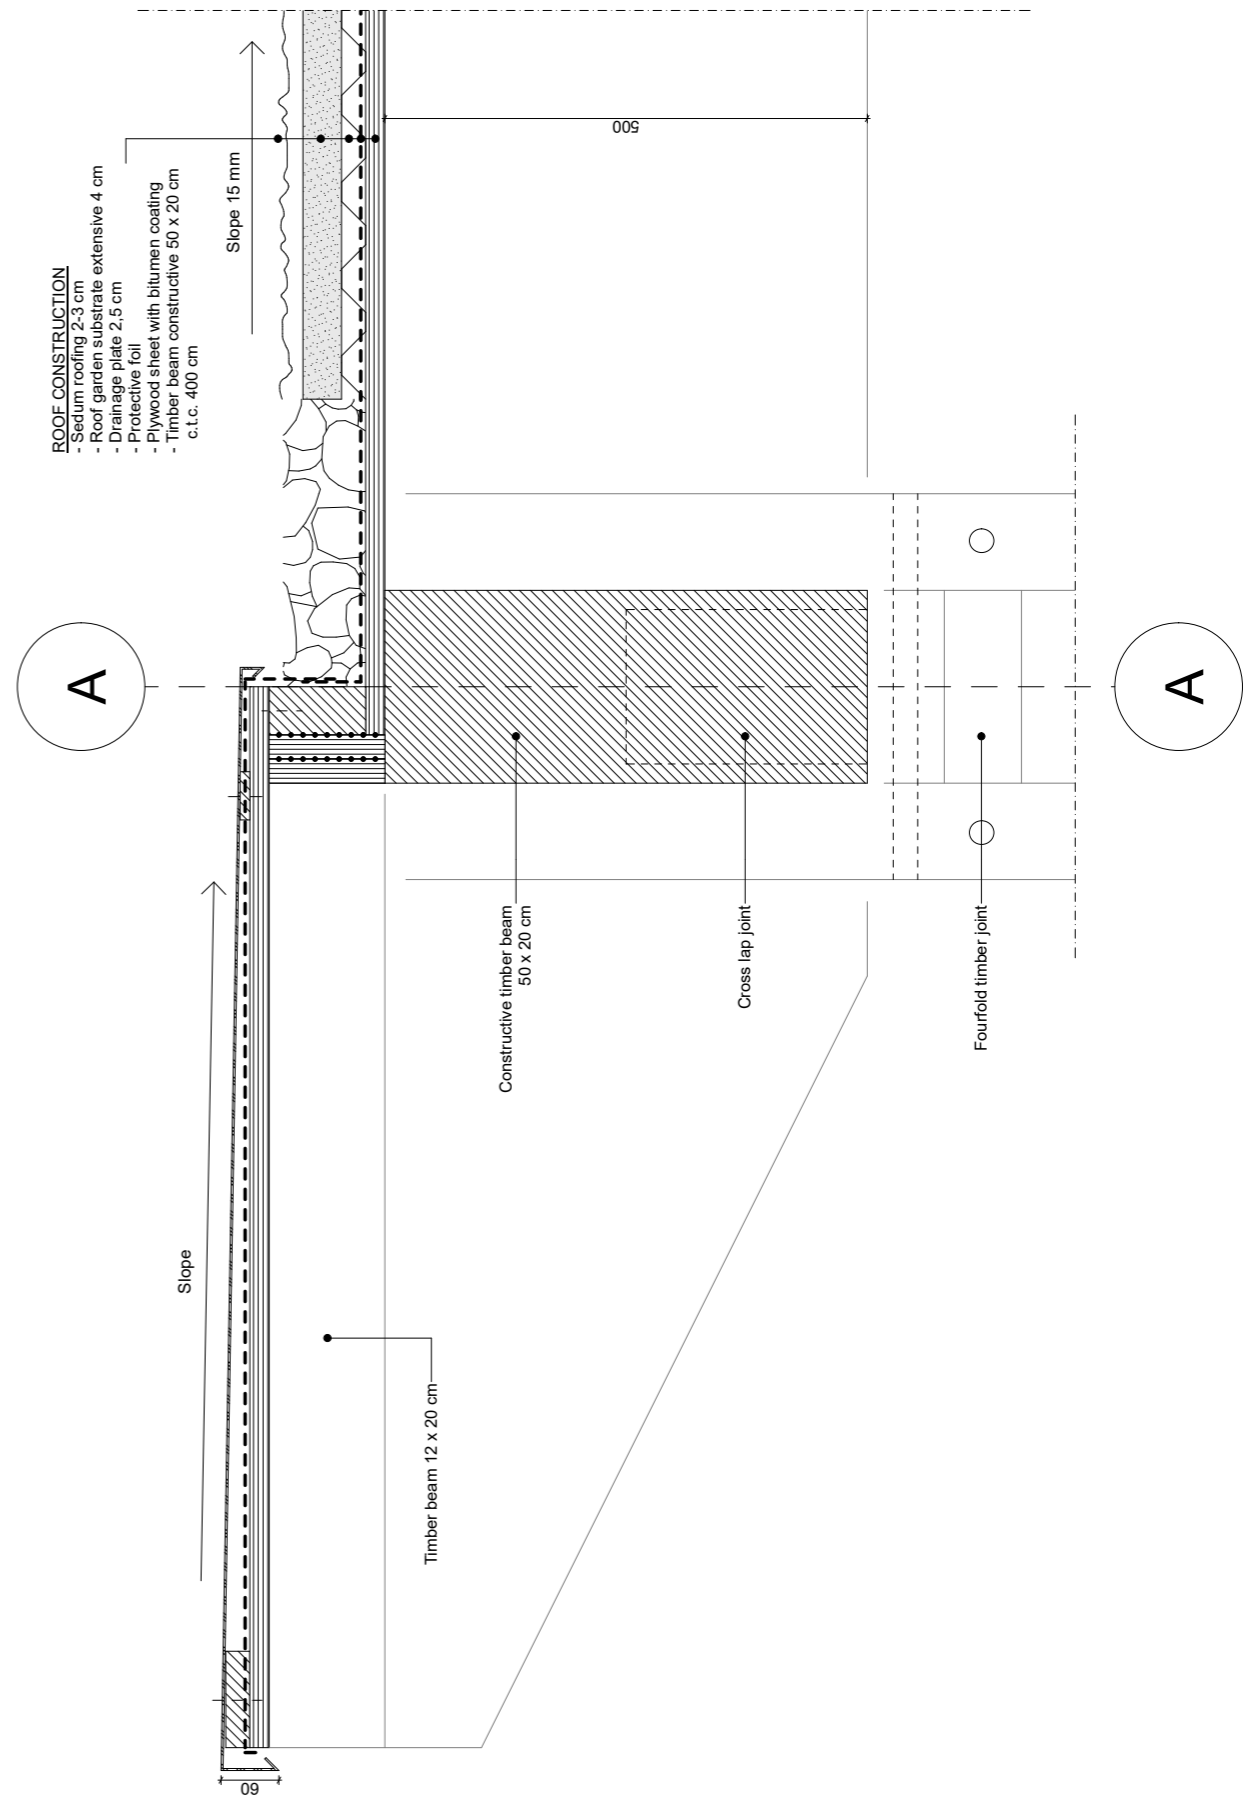 ROOF CONSTRUCTION
- Sedum roofing 2-3 cm
- Roof garden substrate extensive 4 cm
- Drainage plate 2,5 cm
- Protective foil
- Plywood sheet with bitumen coating
- Timber beam constructive 50 x 20 cm
c.t.c. 400 cm
Slope 15 mm
500
A
A
Slope
Constructive timber beam
50 x 20 cm
Cross lap joint
Fourfold timber joint
Timber beam 12 x 20 cm
60